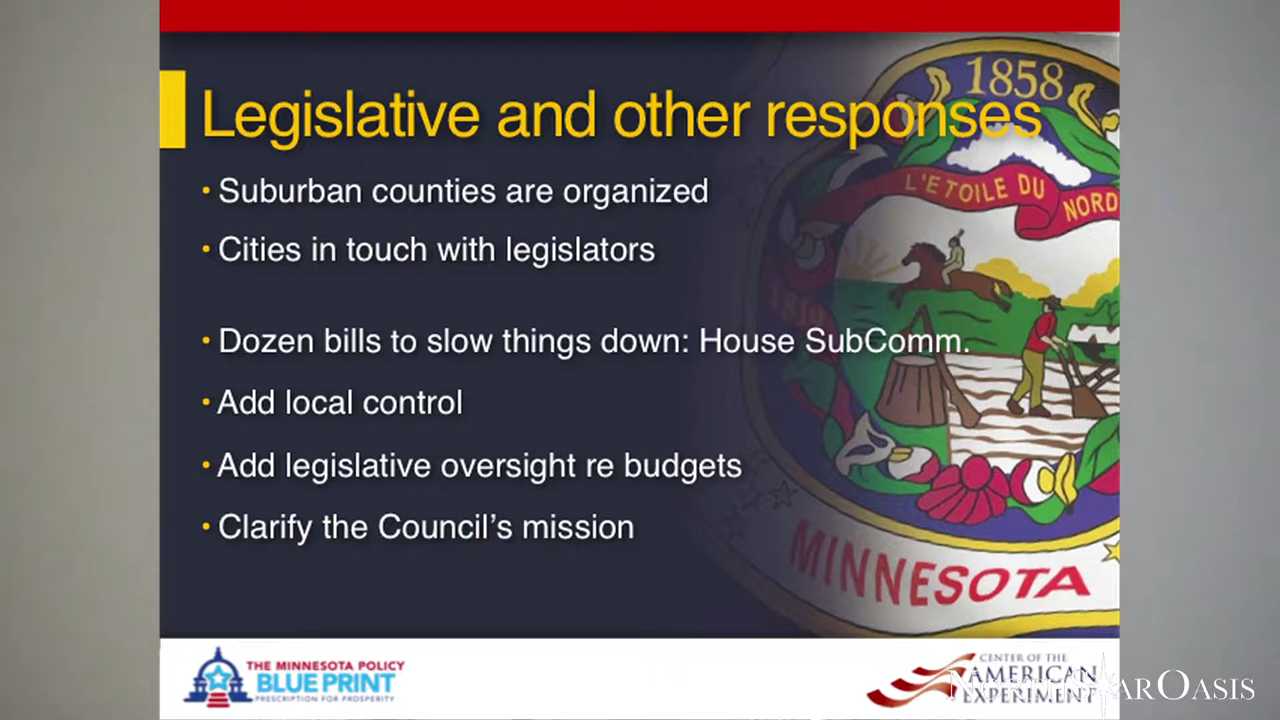 Legislative and other responses
• Suburban counties are organized
• Cities in touch with legislators
• Dozen bills to slow things down: House SubComm.
• Add local control
• Add legislative oversight re budgets
• Clarify the Council's mission
1858
L'ETOILE DU NORD
MINNESOTA
THE MINNESOTA POLICY
BLUE PRINT
PRESCRIPTION FOR PROSPERITY
CENTER OF THE
AMERICAN
EXPERIMENT